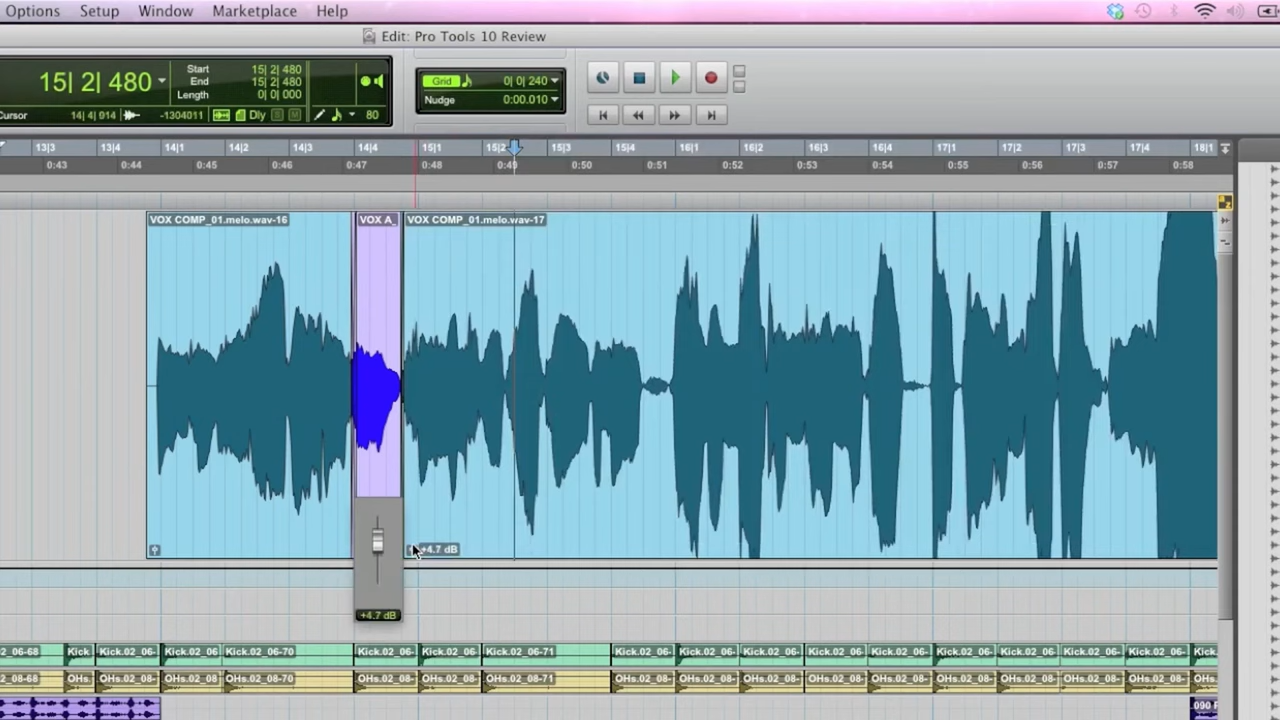 Options Setup Window Marketplace Help
Edit: Pro Tools 10 Review
15| 2| 480
Start 15| 2| 480
End 15| 2| 480
Length 0| 0| 000
Cursor 14| 4| 914 -1304011 Dly S M 80
Grid 0| 0| 240
Nudge 0:00.010
13|3 13|4 14|1 14|2 14|3 14|4 15|1 15|2 15|3 15|4 16|1 16|2 16|3 16|4 17|1 17|2 17|3 17|4 18|1
0:43 0:44 0:45 0:46 0:47 0:48 0:49 0:50 0:51 0:52 0:53 0:54 0:55 0:56 0:57 0:58
VOX COMP_01.melo.wav-16 VOX A_ VOX COMP_01.melo.wav-17
+4.7 dB
+4.7 dB
2_06-68 Kick Kick.02_06- Kick.02_06 Kick.02_06-70 Kick.02_06- Kick.02_06- Kick.02_06-71 Kick.02_06- Kick.02_06- Kick.02_06- Kick.02_06- Kick.02_06- Kick.02_06- Kick.02_06- Kick.02_06- Kick.02_06- Kick.
2_08-68 OHs OHs.02_08- OHs.02_08 OHs.02_08-70 OHs.02_08- OHs.02_08- OHs.02_08-71 OHs.02_08- OHs.02_08- OHs.02_08- OHs.02_08- OHs.02_08- OHs.02_08- OHs.02_08- OHs.02_08- OHs.02_08- OHs.